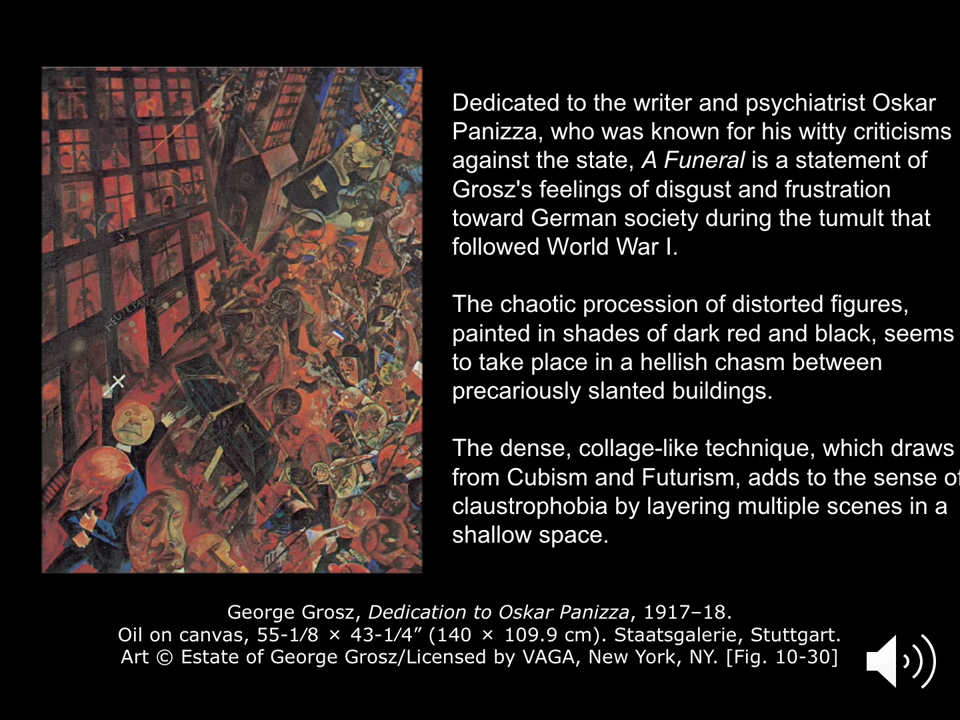 Dedicated to the writer and psychiatrist Oskar
Panizza, who was known for his witty criticisms
against the state, A Funeral is a statement of
Grosz's feelings of disgust and frustration
toward German society during the tumult that
followed World War I.
The chaotic procession of distorted figures,
painted in shades of dark red and black, seems
to take place in a hellish chasm between
precariously slanted buildings.
The dense, collage-like technique, which draws
from Cubism and Futurism, adds to the sense of
claustrophobia by layering multiple scenes in a
shallow space.
George Grosz, Dedication to Oskar Panizza, 1917–18.
Oil on canvas, 55-1/8 × 43-1/4” (140 × 109.9 cm). Staatsgalerie, Stuttgart.
Art © Estate of George Grosz/Licensed by VAGA, New York, NY. [Fig. 10-30]